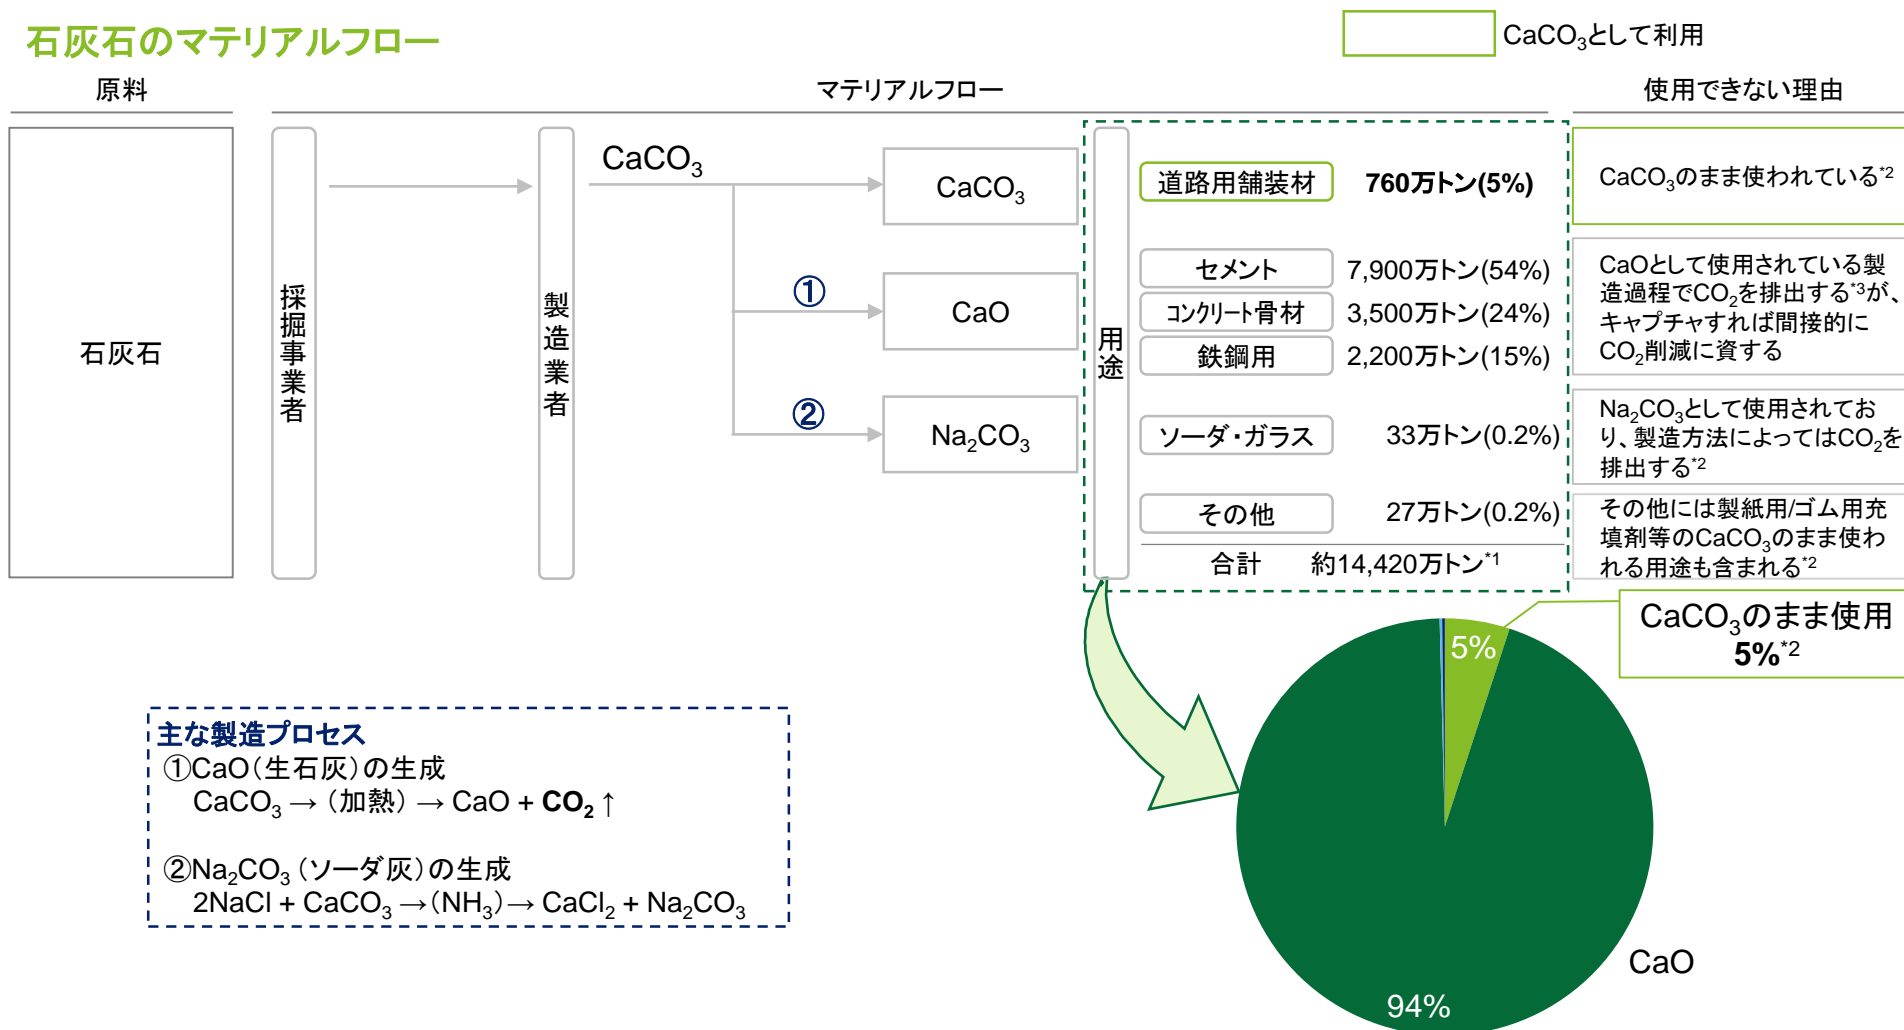 石灰石のマテリアルフロー
CaCO₃として利用
原料
マテリアルフロー
使用できない理由
石灰石
採掘事業者
製造業者
CaCO₃
①
②
CaCO₃
CaO
Na₂CO₃
用途
道路用舗装材 760万トン(5%)
セメント 7,900万トン(54%)
コンクリート骨材 3,500万トン(24%)
鉄鋼用 2,200万トン(15%)
ソーダ・ガラス 33万トン(0.2%)
その他 27万トン(0.2%)
合計 約14,420万トン*1
CaCO₃のまま使われている*2
CaOとして使用されている製
造過程でCO₂を排出する*3が、
キャプチャすれば間接的に
CO₂削減に資する
Na₂CO₃として使用されてお
り、製造方法によってはCO₂を
排出する*2
その他には製紙用/ゴム用充
填剤等のCaCO₃のまま使わ
れる用途も含まれる*2
CaCO₃のまま使用
5%*2
5%
94%
CaO
主な製造プロセス
①CaO（生石灰）の生成
CaCO₃ → （加熱） → CaO + CO₂ ↑
②Na₂CO₃（ソーダ灰）の生成
2NaCl + CaCO₃ →（NH₃）→ CaCl₂ + Na₂CO₃